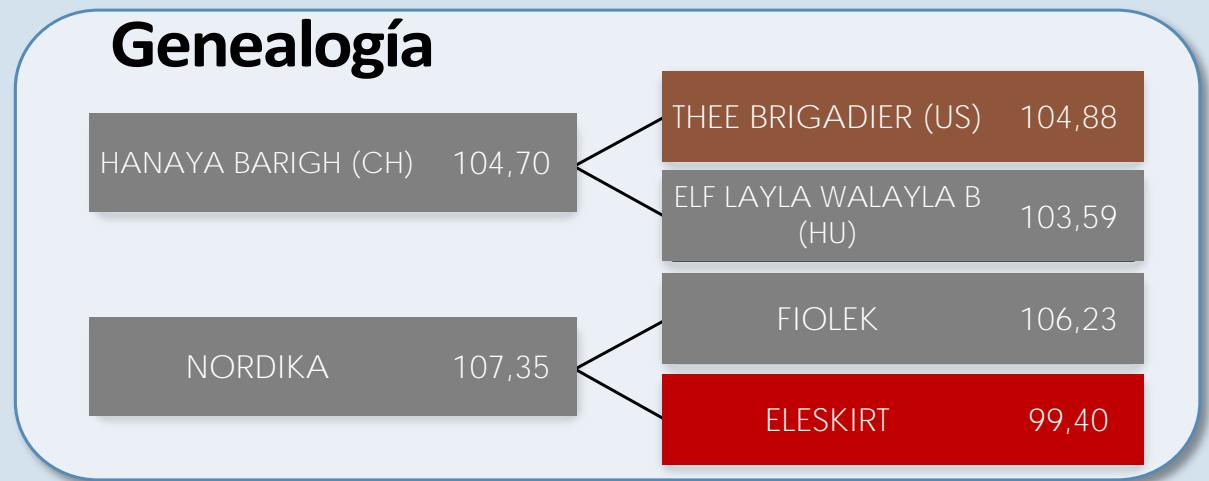 Genealogía
HANAYA BARIGH (CH) 104,70
THEE BRIGADIER (US) 104,88
ELF LAYLA WALAYLA B
(HU) 103,59
NORDIKA 107,35
FIOLEK 106,23
ELESKIRT 99,40